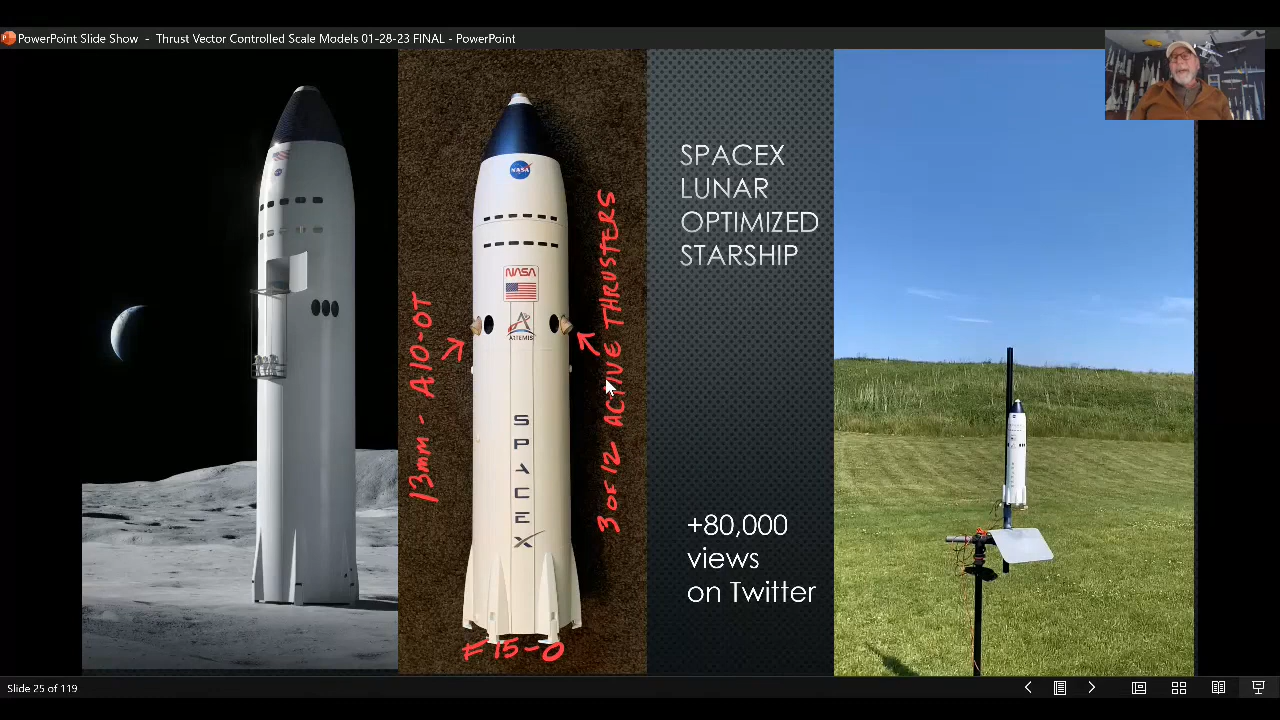 PowerPoint Slide Show - Thrust Vector Controlled Scale Models 01-28-23 FINAL - PowerPoint
NASA
NASA
ARTEMIS
SPACEX
13mm - A10-0T
3 OF 12 ACTIVE THRUSTERS
F15-0
SPACEX
LUNAR
OPTIMIZED
STARSHIP
+80,000
views
on Twitter
Slide 25 of 119